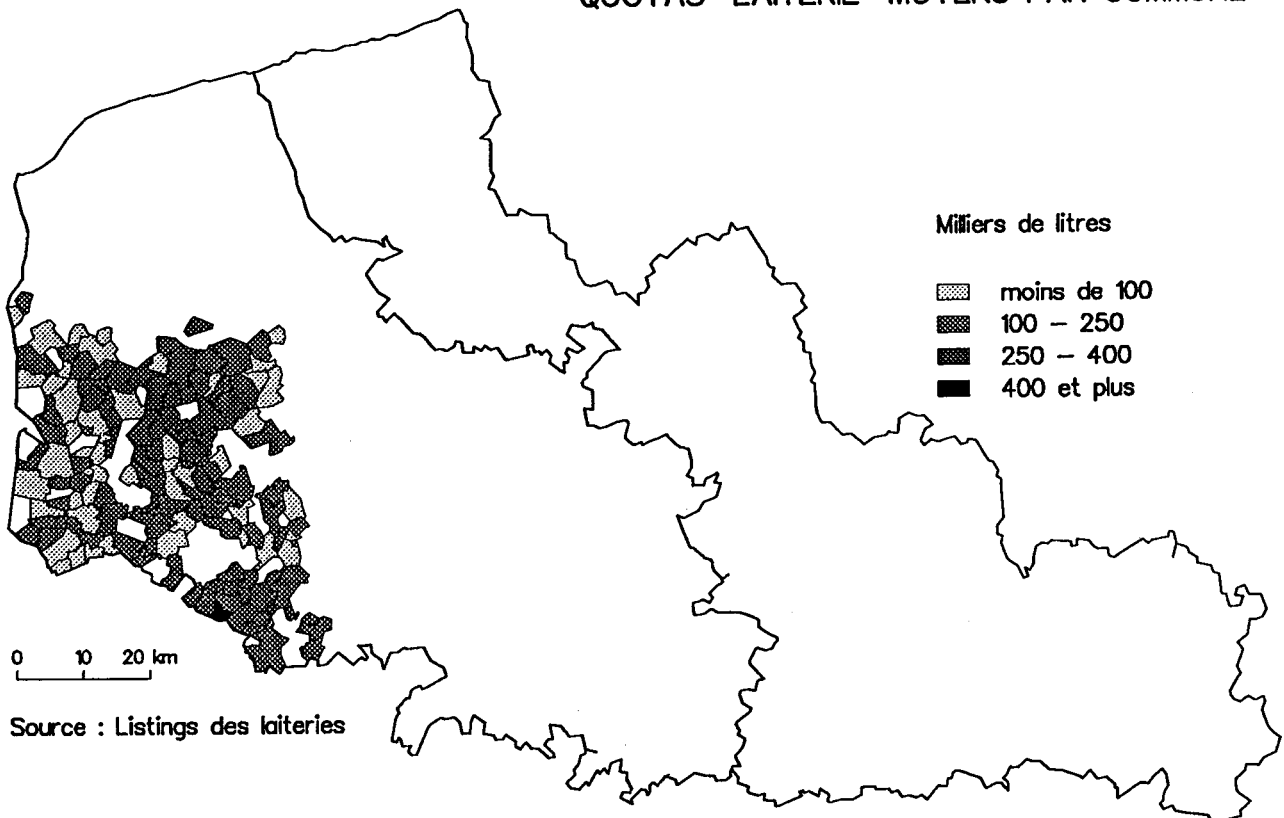 QUOTAS LAITERIE MOYENS PAR COMMUNE
Milliers de litres
moins de 100
100 – 250
250 – 400
400 et plus
0 10 20 km
Source : Listings des laiteries